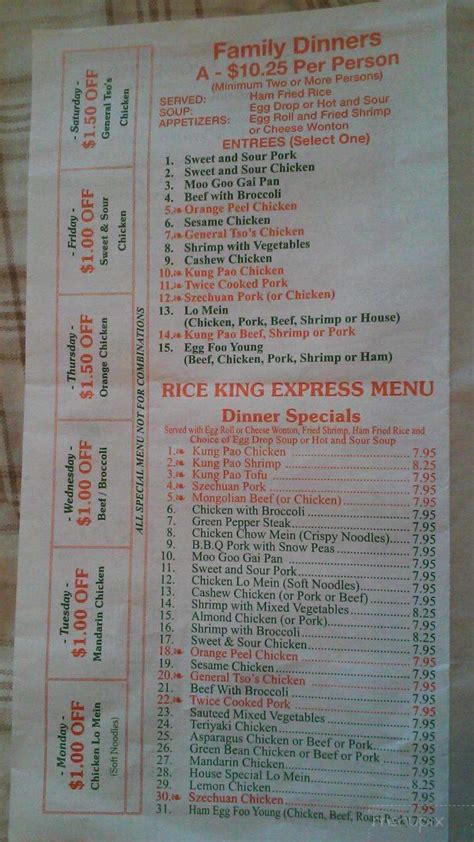 Family Dinners
A - $10.25 Per Person
(Minimum Two or More Persons)
SERVED: Ham Fried Rice
SOUP: Egg Drop or Hot and Sour
APPETIZERS: Egg Roll and Fried Shrimp
or Cheese Wonton
ENTREES (Select One)
1. Sweet and Sour Pork
2. Sweet and Sour Chicken
3. Moo Goo Gai Pan
4. Beef with Broccoli
5. Orange Peel Chicken
6. Sesame Chicken
7. General Tso's Chicken
8. Shrimp with Vegetables
9. Cashew Chicken
10. Kung Pao Chicken
11. Twice Cooked Pork
12. Szechuan Pork (or Chicken)
13. Lo Mein
(Chicken, Pork, Beef, Shrimp or House)
14. Kung Pao Beef, Shrimp or Pork
15. Egg Foo Young
(Beef, Chicken, Pork, Shrimp or Ham)
RICE KING EXPRESS MENU
Dinner Specials
Served with Egg Roll or Cheese Wonton, Fried Shrimp, Ham Fried Rice and
Choice of Egg Drop Soup or Hot and Sour Soup
1. Kung Pao Chicken 7.95
2. Kung Pao Shrimp 8.25
3. Kung Pao Tofu 7.95
4. Szechuan Pork 7.95
5. Mongolian Beef (or Chicken) 7.95
6. Chicken with Broccoli 7.95
7. Green Pepper Steak 7.95
8. Chicken Chow Mein (Crispy Noodles) 7.95
9. B.B.Q Pork with Snow Peas 7.95
10. Moo Goo Gai Pan 7.95
11. Sweet and Sour Pork 7.95
12. Chicken Lo Mein (Soft Noodles) 7.95
13. Cashew Chicken (or Pork or Beef) 7.95
14. Shrimp with Mixed Vegetables 8.25
15. Almond Chicken (or Pork) 7.95
16. Shrimp with Broccoli 8.25
17. Sweet & Sour Chicken 7.95
18. Orange Peel Chicken 7.95
19. Sesame Chicken 7.95
20. General Tso's Chicken 7.95
21. Beef With Broccoli 7.95
22. Twice Cooked Pork 7.95
23. Sauteed Mixed Vegetables 7.95
24. Teriyaki Chicken 7.95
25. Asparagus Chicken or Beef or Pork 7.95
26. Green Bean Chicken or Beef or Pork 7.95
27. Mandarin Chicken 7.95
28. House Special Lo Mein 8.25
29. Lemon Chicken 7.95
30. Szechuan Chicken 7.95
31. Ham Egg Foo Young (Chicken, Beef, Roast Pork) 7.95
- Monday -
$1.00 OFF
Chicken Lo Mein
(Soft Noodles)
- Tuesday -
$1.00 OFF
Mandarin Chicken
- Wednesday -
$1.00 OFF
Beef / Broccoli
- Thursday -
$1.50 OFF
Orange Chicken
- Friday -
$1.00 OFF
Sweet & Sour
Chicken
- Saturday -
$1.50 OFF
General Tso's
Chicken
ALL SPECIAL MENU NOT FOR COMBINATIONS